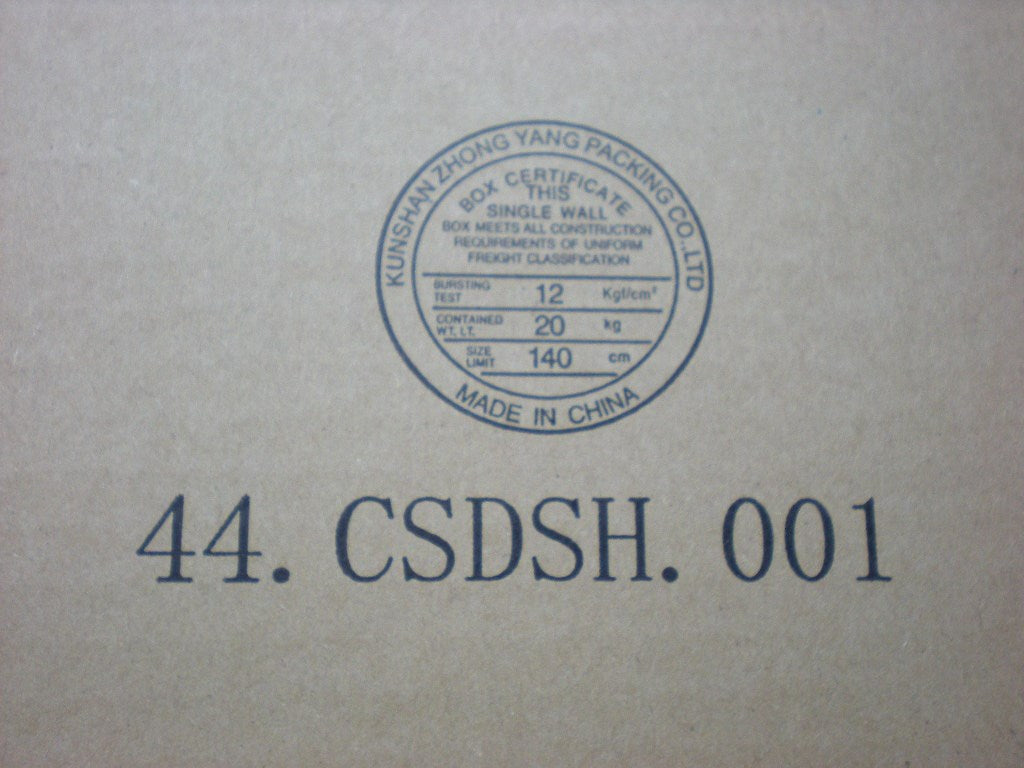 KUNSHAN ZHONG YANG PACKING CO.,LTD
BOX CERTIFICATE
THIS
SINGLE WALL
BOX MEETS ALL CONSTRUCTION
REQUIREMENTS OF UNIFORM
FREIGHT CLASSIFICATION
BURSTING TEST 12 Kgf/cm²
CONTAINED WT. LT. 20 kg
SIZE LIMIT 140 cm
MADE IN CHINA
44. CSDSH. 001